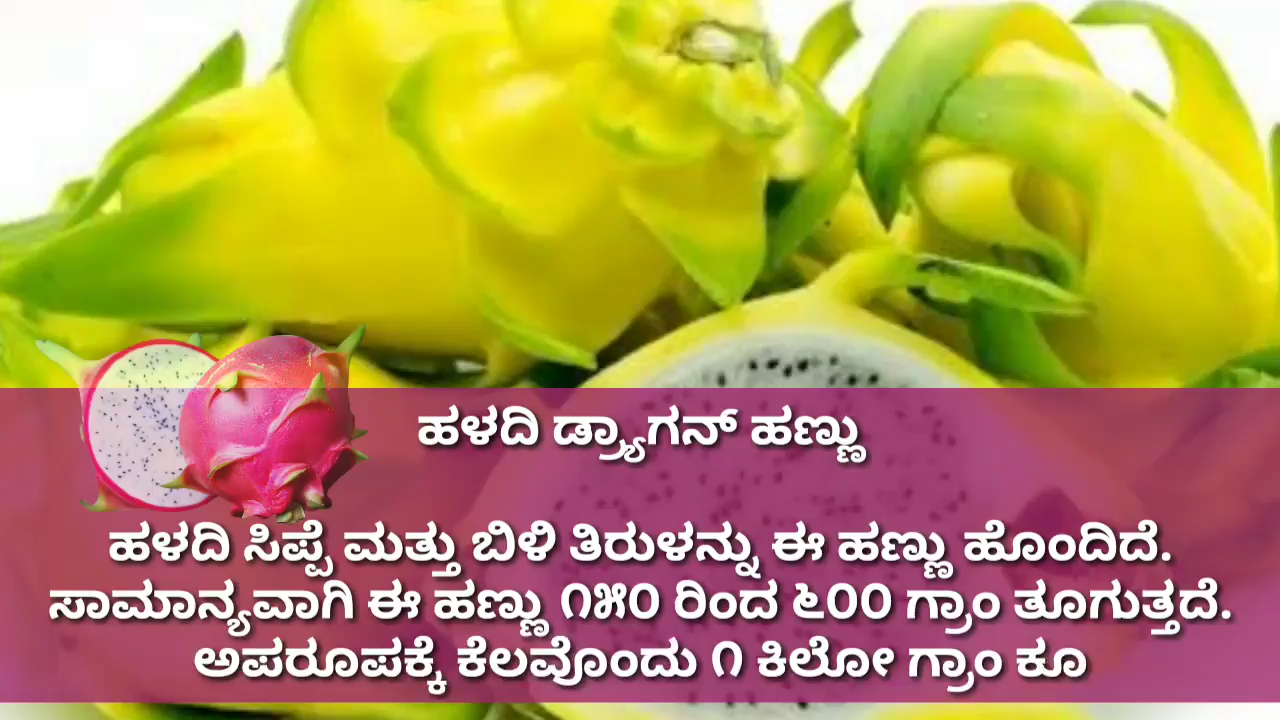 ಹಳದಿ ಡ್ರ್ಯಾಗನ್ ಹಣ್ಣು
ಹಳದಿ ಸಿಪ್ಪೆ ಮತ್ತು ಬಿಳಿ ತಿರುಳನ್ನು ಈ ಹಣ್ಣು ಹೊಂದಿದೆ.
ಸಾಮಾನ್ಯವಾಗಿ ಈ ಹಣ್ಣು ೧೫೦ ರಿಂದ ೬೦೦ ಗ್ರಾಂ ತೂಗುತ್ತದೆ.
ಅಪರೂಪಕ್ಕೆ ಕೆಲವೊಂದು ೧ ಕಿಲೋ ಗ್ರಾಂ ಕೂ